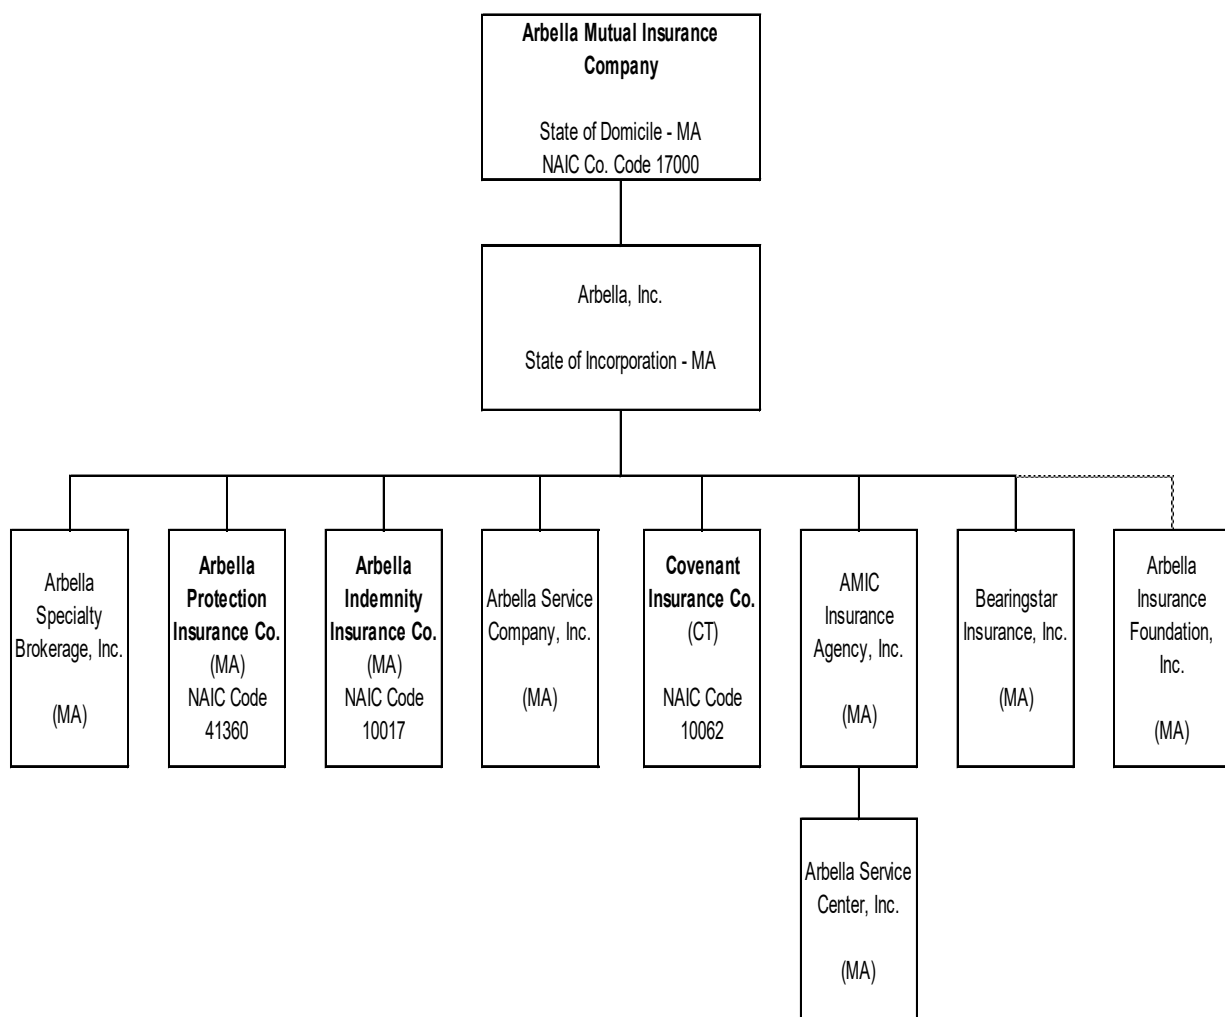 Arbella Mutual Insurance
Company
State of Domicile - MA
NAIC Co. Code 17000
Arbella, Inc.
State of Incorporation - MA
Arbella
Specialty
Brokerage, Inc.
(MA)
Arbella
Protection
Insurance Co.
(MA)
NAIC Code
41360
Arbella
Indemnity
Insurance Co.
(MA)
NAIC Code
10017
Arbella Service
Company, Inc.
(MA)
Covenant
Insurance Co.
(CT)
NAIC Code
10062
AMIC
Insurance
Agency, Inc.
(MA)
Bearingstar
Insurance, Inc.
(MA)
Arbella
Insurance
Foundation,
Inc.
(MA)
Arbella Service
Center, Inc.
(MA)